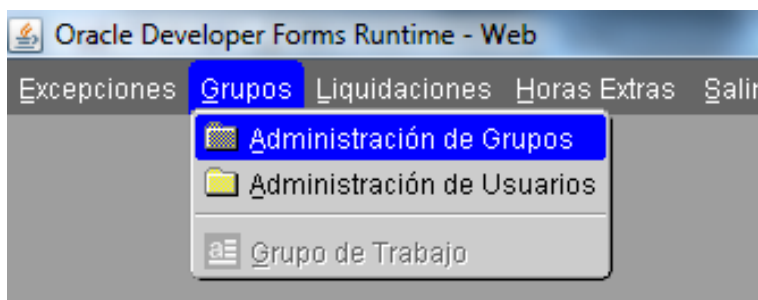 Oracle Developer Forms Runtime - Web
Excepciones Grupos Liquidaciones Horas Extras Salir
Administración de Grupos
Administración de Usuarios
Grupo de Trabajo